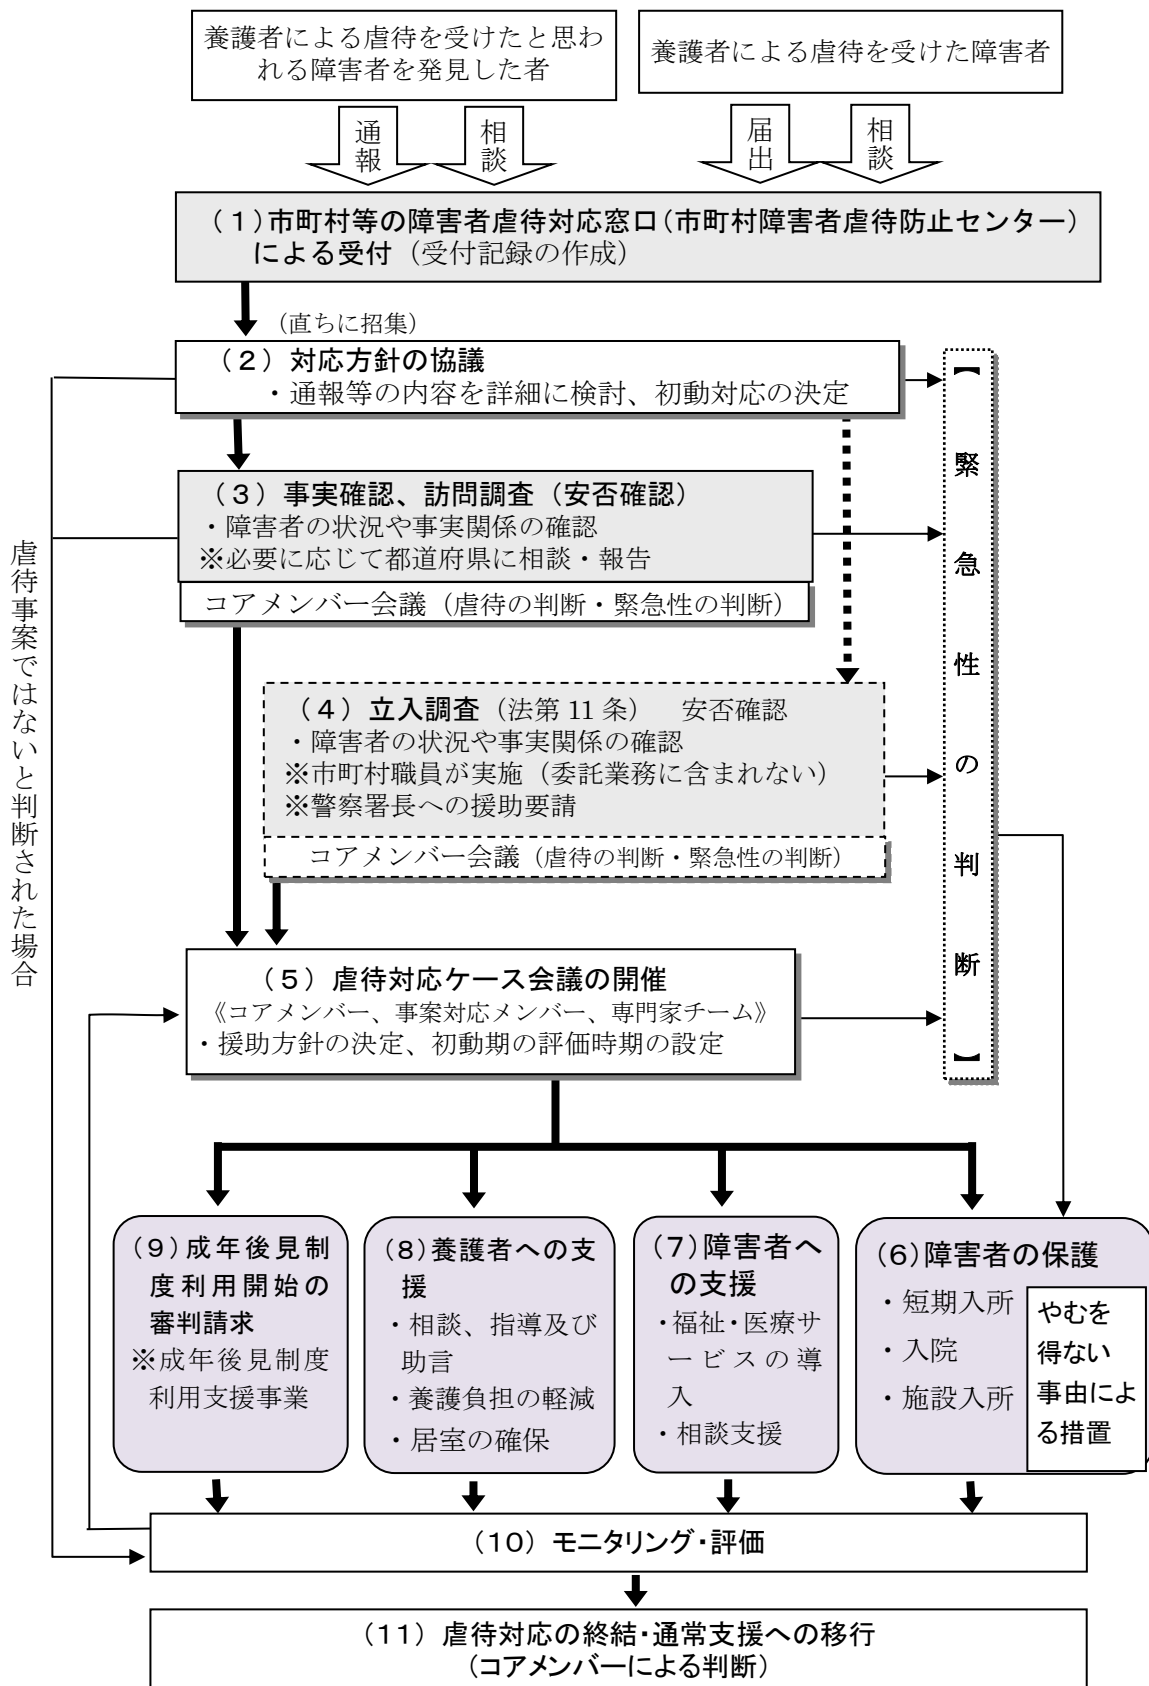 養護者による虐待を受けたと思わ
れる障害者を発見した者
養護者による虐待を受けた障害者
通報
相談
届出
相談
（1）市町村等の障害者虐待対応窓口（市町村障害者虐待防止センター）
による受付（受付記録の作成）
（直ちに招集）
（2）対応方針の協議
・通報等の内容を詳細に検討、初動対応の決定
（3）事実確認、訪問調査（安否確認）
・障害者の状況や事実関係の確認
※必要に応じて都道府県に相談・報告
コアメンバー会議（虐待の判断・緊急性の判断）
（4）立入調査（法第 11 条） 安否確認
・障害者の状況や事実関係の確認
※市町村職員が実施（委託業務に含まれない）
※警察署長への援助要請
コアメンバー会議（虐待の判断・緊急性の判断）
【緊急性の判断】
虐待事案ではないと判断された場合
（5）虐待対応ケース会議の開催
《コアメンバー、事案対応メンバー、専門家チーム》
・援助方針の決定、初動期の評価時期の設定
（9）成年後見制
度利用開始の
審判請求
※成年後見制度
利用支援事業
（8）養護者への支
援
・相談、指導及び
助言
・養護負担の軽減
・居室の確保
（7）障害者へ
の支援
・福祉・医療サ
ービスの導
入
・相談支援
（6）障害者の保護
・短期入所
・入院
・施設入所
やむを
得ない
事由によ
る措置
（10）モニタリング・評価
（11）虐待対応の終結・通常支援への移行
（コアメンバーによる判断）